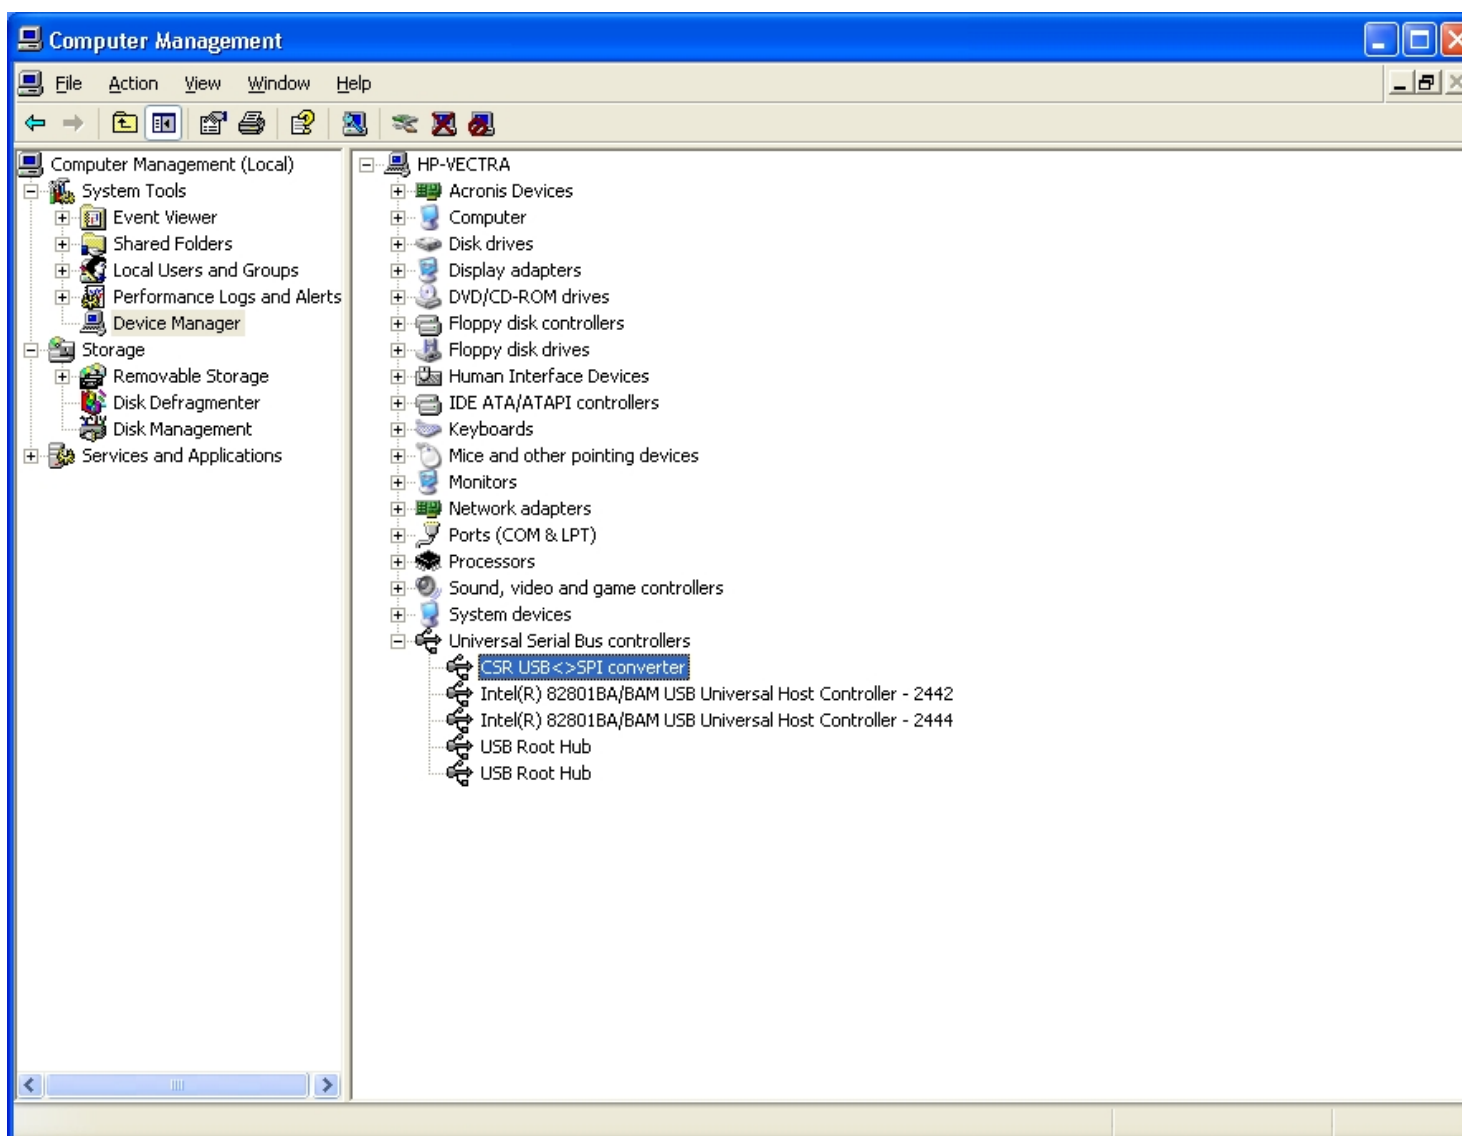 Computer Management
File Action View Window Help
Computer Management (Local)
System Tools
Event Viewer
Shared Folders
Local Users and Groups
Performance Logs and Alerts
Device Manager
Storage
Removable Storage
Disk Defragmenter
Disk Management
Services and Applications
HP-VECTRA
Acronis Devices
Computer
Disk drives
Display adapters
DVD/CD-ROM drives
Floppy disk controllers
Floppy disk drives
Human Interface Devices
IDE ATA/ATAPI controllers
Keyboards
Mice and other pointing devices
Monitors
Network adapters
Ports (COM & LPT)
Processors
Sound, video and game controllers
System devices
Universal Serial Bus controllers
CSR USB<>SPI converter
Intel(R) 82801BA/BAM USB Universal Host Controller - 2442
Intel(R) 82801BA/BAM USB Universal Host Controller - 2444
USB Root Hub
USB Root Hub